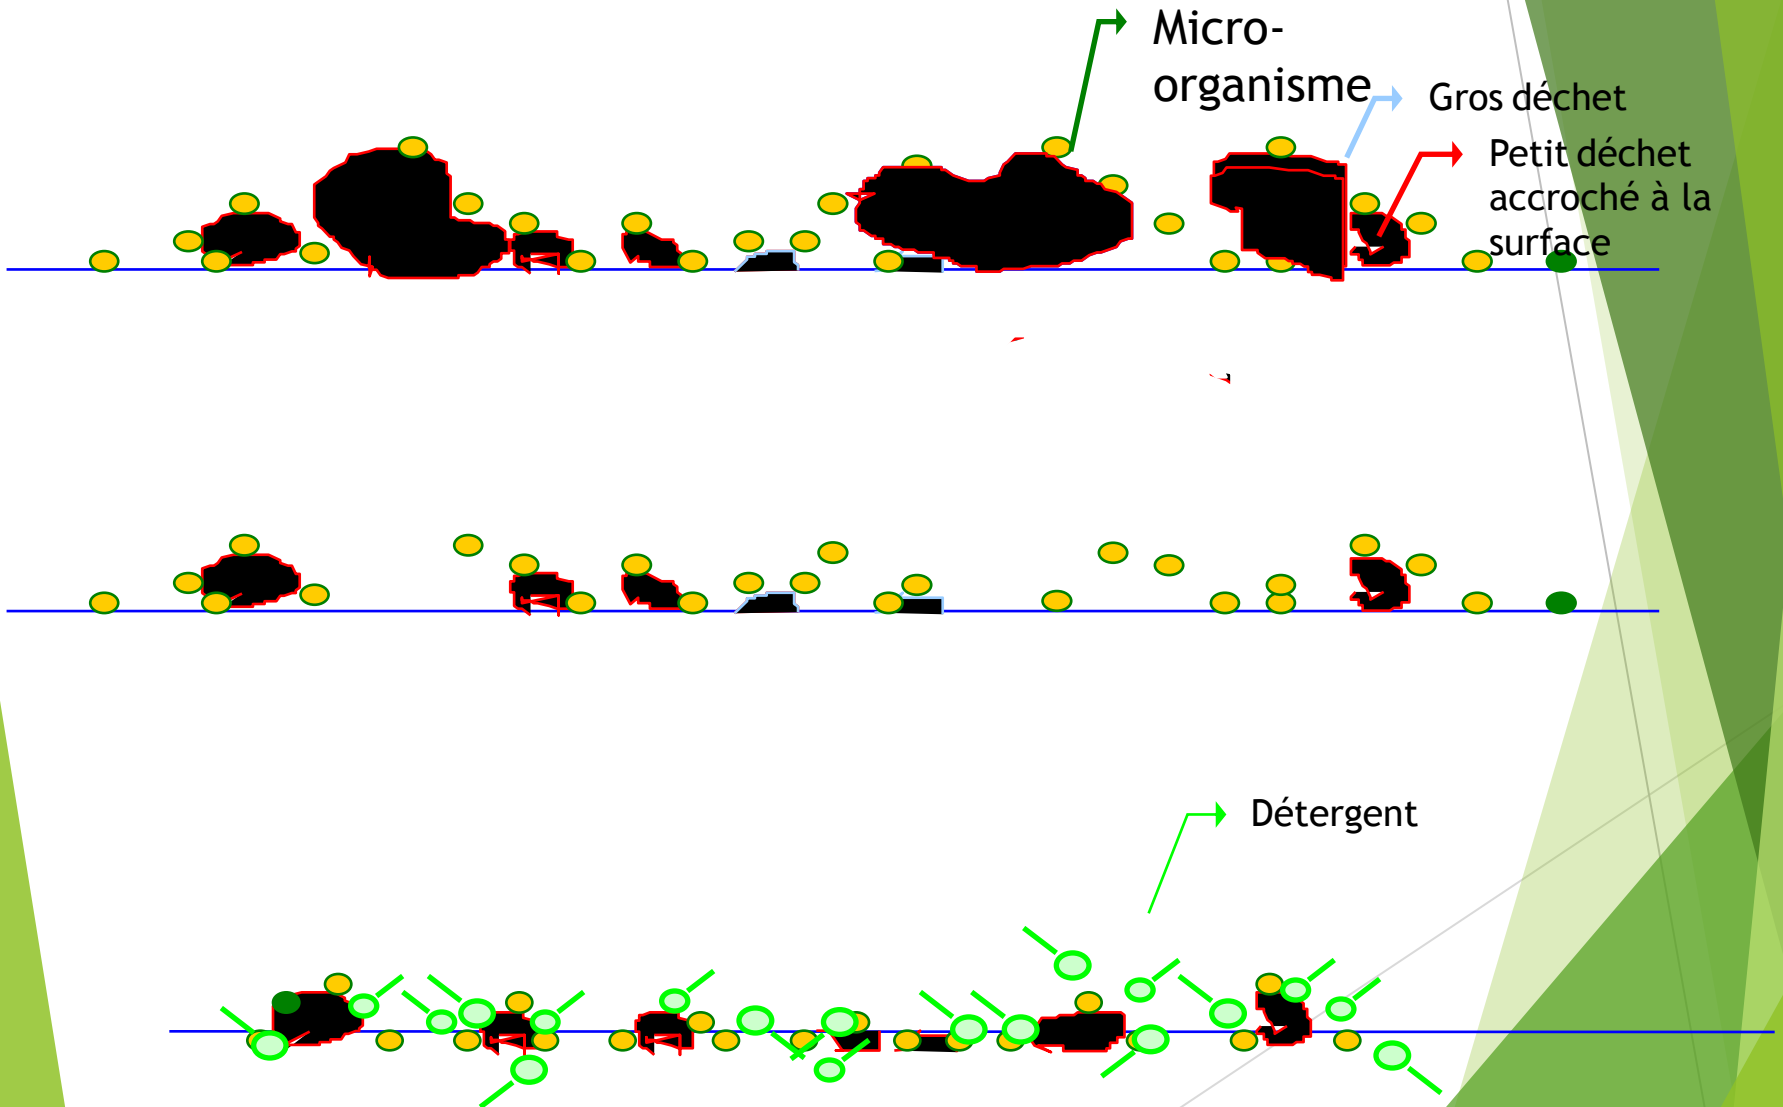 Micro-
organisme
Gros déchet
Petit déchet
accroché à la
surface
Détergent